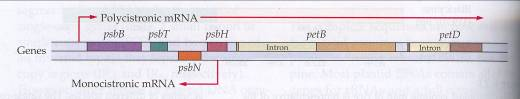 Polycistronic mRNA
psbB psbT psbH petB petD
Genes Intron Intron
psbN
Monocistronic mRNA